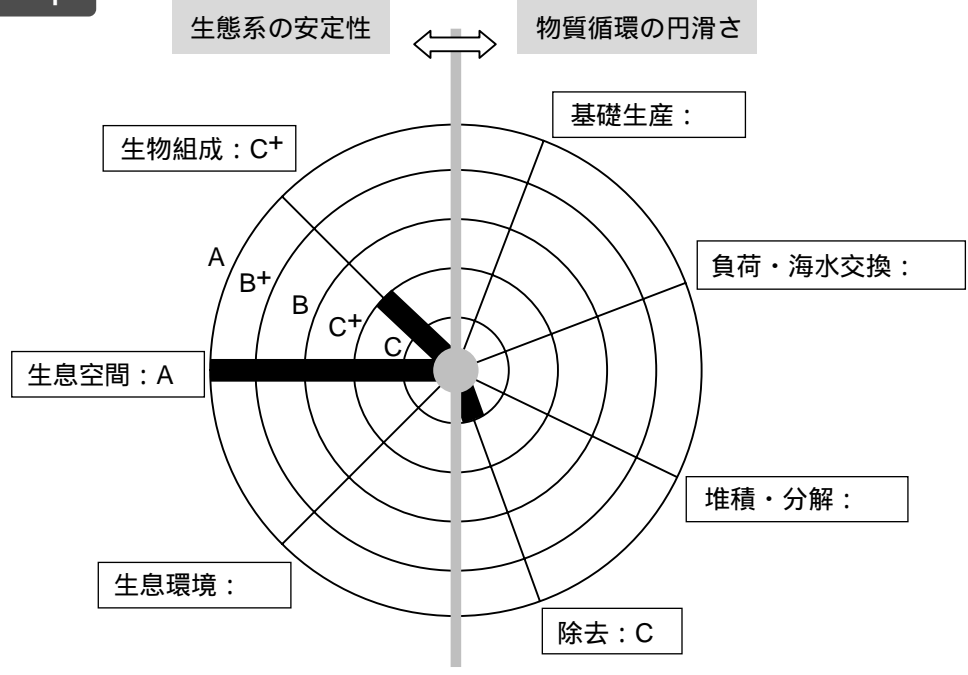 生態系の安定性
物質循環の円滑さ
基礎生産：
生物組成：C+
負荷・海水交換：
A
B+
B
C+
C
生息空間：A
堆積・分解：
生息環境：
除去：C